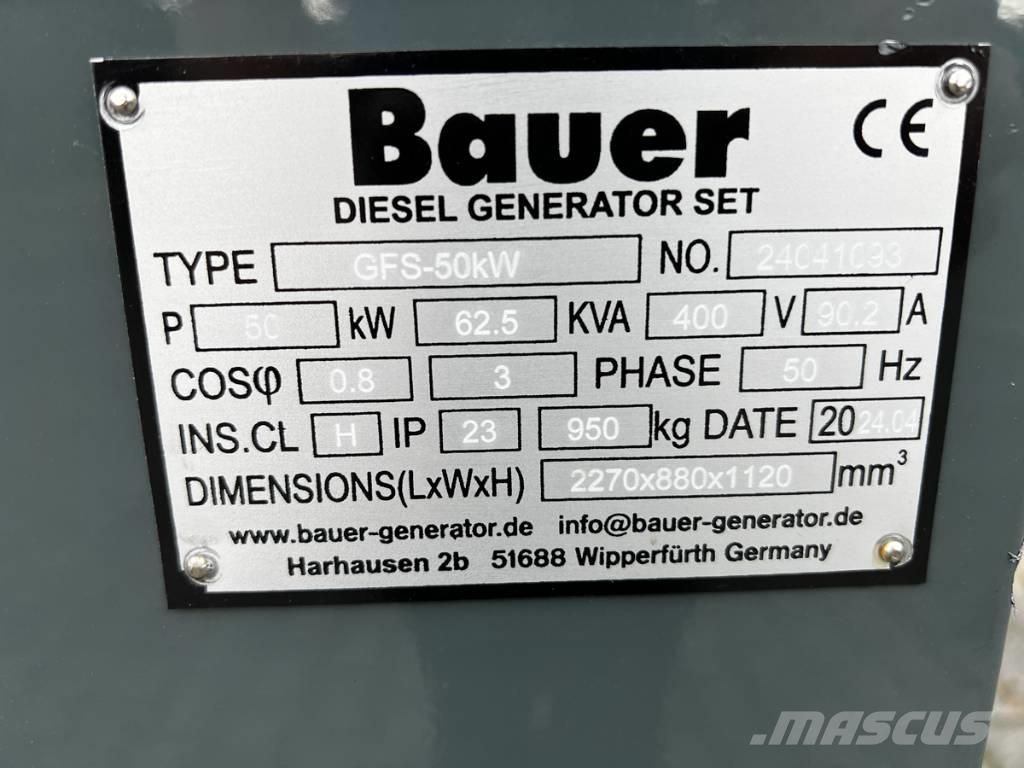 Bauer
CE
DIESEL GENERATOR SET
TYPE GFS-50kW NO. 24041093
P 50 kW 62.5 KVA 400 V 90.2 A
COSφ 0.8 3 PHASE 50 Hz
INS.CL H IP 23 950 kg DATE 2024.04
DIMENSIONS(LxWxH) 2270x880x1120 mm³
www.bauer-generator.de info@bauer-generator.de
Harhausen 2b 51688 Wipperfürth Germany
MASCUS